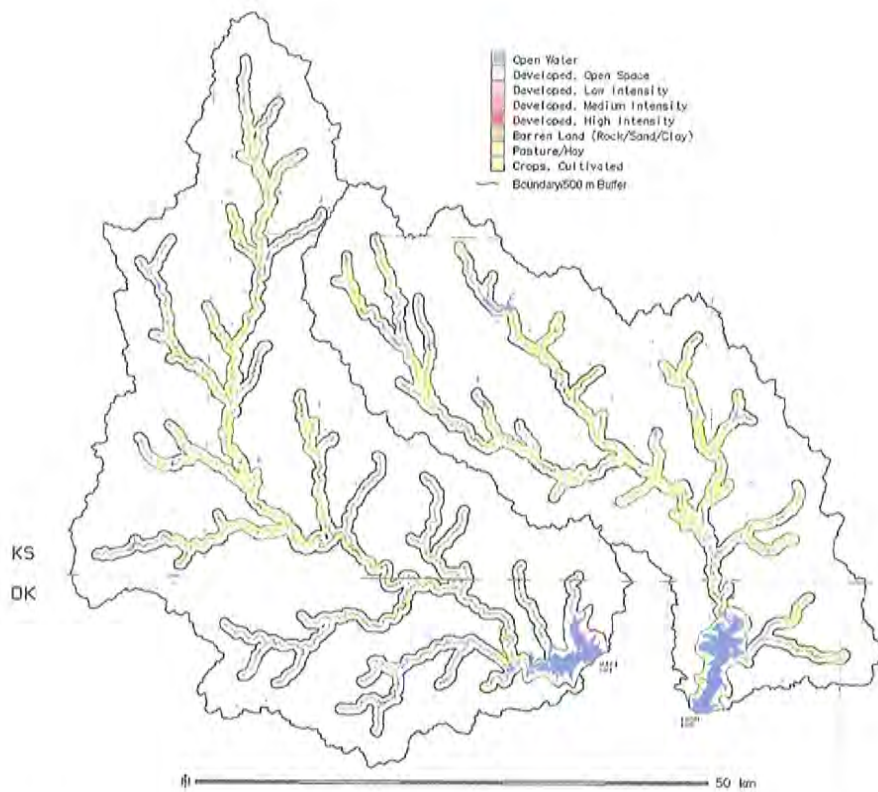 Open Water
Developed, Open Space
Developed, Low Intensity
Developed, Medium Intensity
Developed, High Intensity
Barren Land (Rock/Sand/Clay)
Pasture/Hay
Crops, Cultivated
Boundary/500 m Buffer
KS
OK
50 km